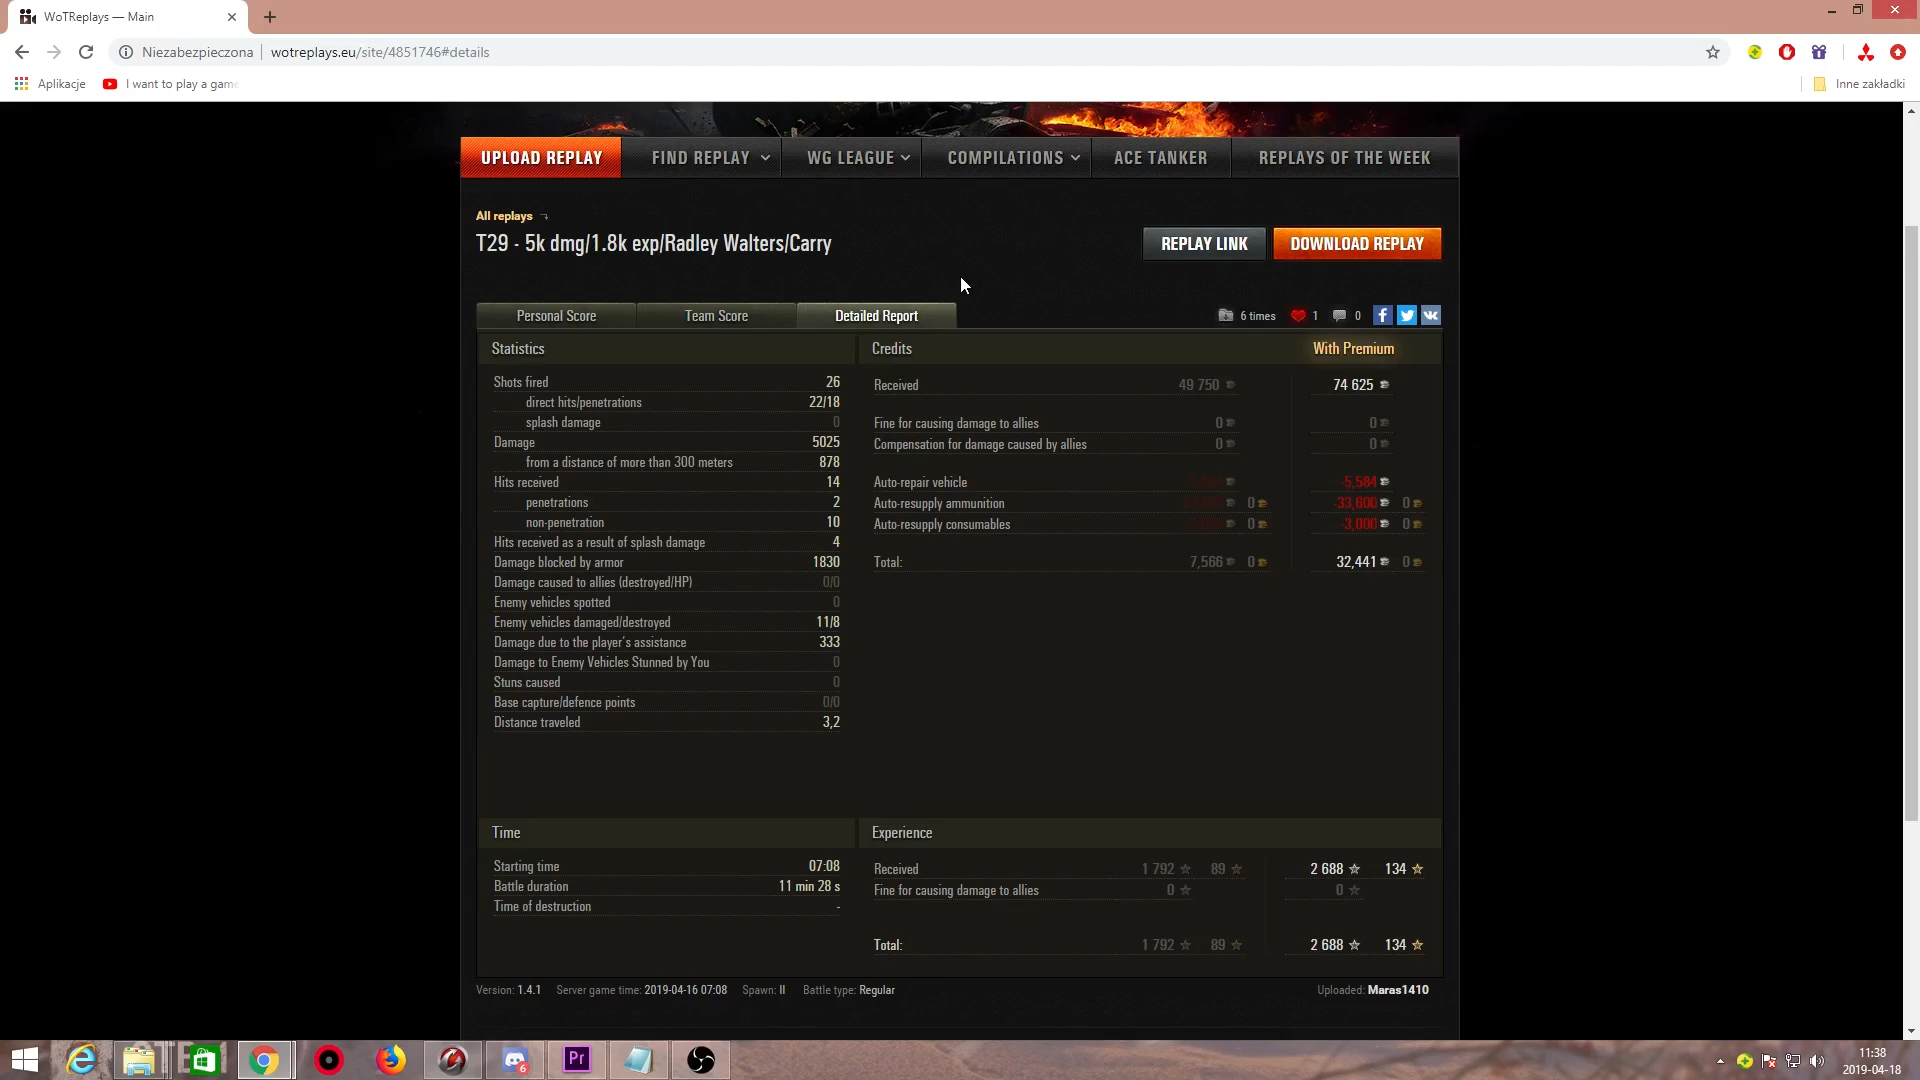 WoTReplays — Main
Niezabezpieczona
wotreplays.eu/site/4851746#details
Aplikacje
I want to play a game
Inne zakładki
UPLOAD REPLAY
FIND REPLAY
WG LEAGUE
COMPILATIONS
ACE TANKER
REPLAYS OF THE WEEK
All replays
T29 - 5k dmg/1.8k exp/Radley Walters/Carry
REPLAY LINK
DOWNLOAD REPLAY
Personal Score
Team Score
Detailed Report
6 times
1
0
Statistics
Shots fired 26
direct hits/penetrations 22/18
splash damage 0
Damage 5025
from a distance of more than 300 meters 878
Hits received 14
penetrations 2
non-penetration 10
Hits received as a result of splash damage 4
Damage blocked by armor 1830
Damage caused to allies (destroyed/HP) 0/0
Enemy vehicles spotted 0
Enemy vehicles damaged/destroyed 11/8
Damage due to the player's assistance 333
Damage to Enemy Vehicles Stunned by You 0
Stuns caused 0
Base capture/defence points 0/0
Distance traveled 3,2
Credits With Premium
Received 49 750 74 625
Fine for causing damage to allies 0 0
Compensation for damage caused by allies 0 0
Auto-repair vehicle -5,584
Auto-resupply ammunition 0 -33,600 0
Auto-resupply consumables 0 -3,000 0
Total: 7,566 0 32,441 0
Time
Starting time 07:08
Battle duration 11 min 28 s
Time of destruction -
Experience
Received 1 792 89 2 688 134
Fine for causing damage to allies 0 0
Total: 1 792 89 2 688 134
Version: 1.4.1 Server game time: 2019-04-16 07:08 Spawn: II Battle type: Regular
Uploaded: Maras1410
Pr
6
11:38
2019-04-18